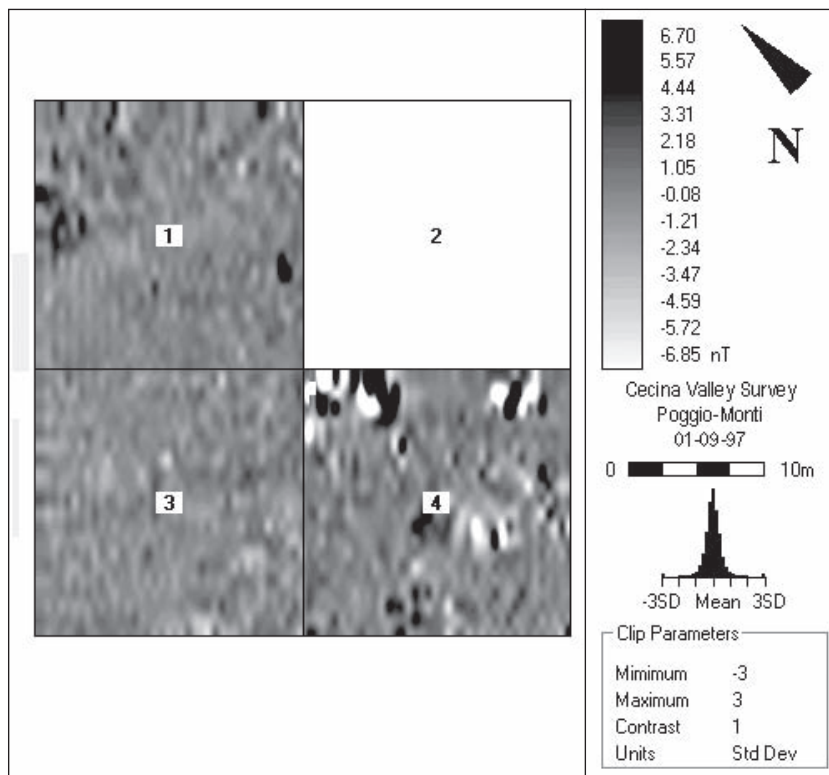 6.70
5.57
4.44
3.31
2.18
1.05
-0.08
-1.21
-2.34
-3.47
-4.59
-5.72
-6.85 nT
N
1
2
3
4
Cecina Valley Survey
Poggio-Monti
01-09-97
0 10m
-3SD Mean 3SD
Clip Parameters
Mimimum -3
Maximum 3
Contrast 1
Units Std Dev